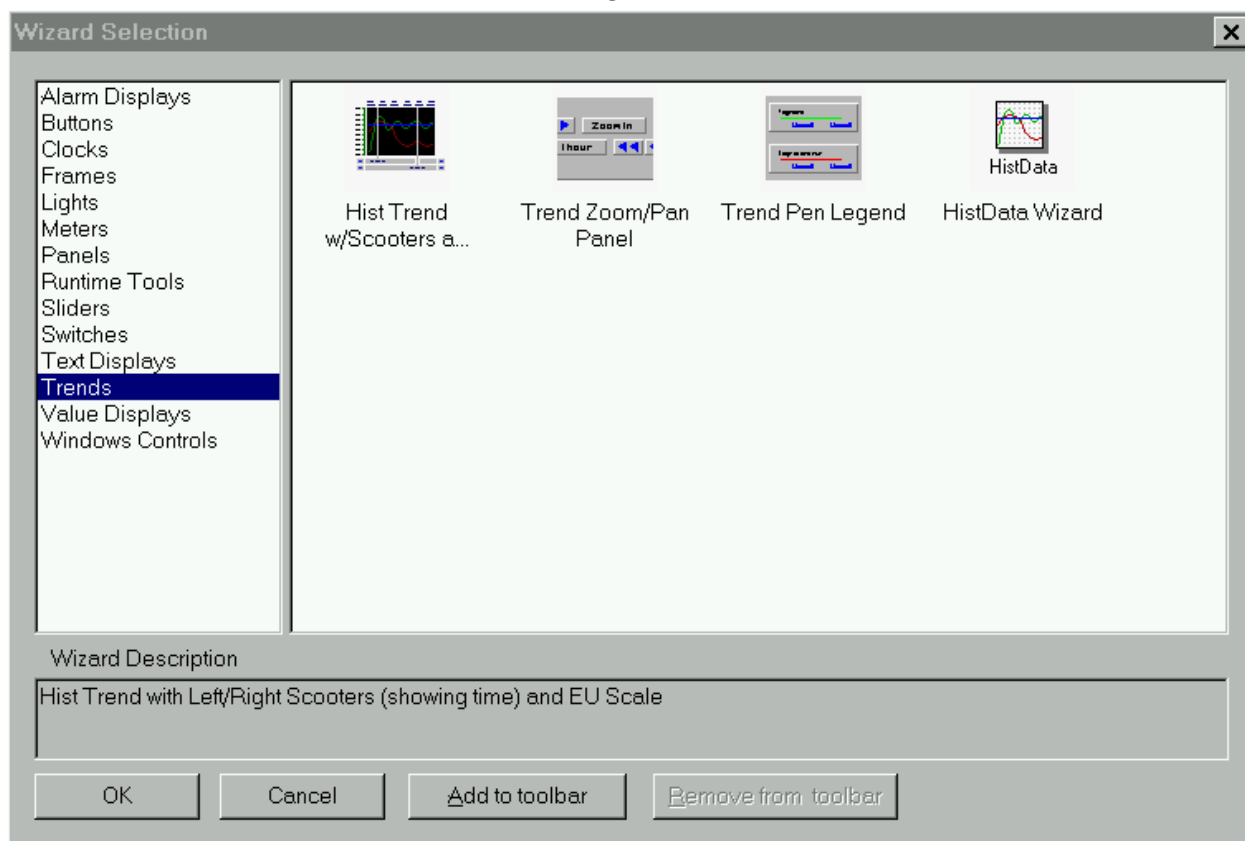 Wizard Selection
Alarm Displays
Buttons
Clocks
Frames
Lights
Meters
Panels
Runtime Tools
Sliders
Switches
Text Displays
Trends
Value Displays
Windows Controls
Zoom In
1 hour
HistData
Hist Trend
w/Scooters a...
Trend Zoom/Pan
Panel
Trend Pen Legend
HistData Wizard
Wizard Description
Hist Trend with Left/Right Scooters (showing time) and EU Scale
OK
Cancel
Add to toolbar
Remove from toolbar